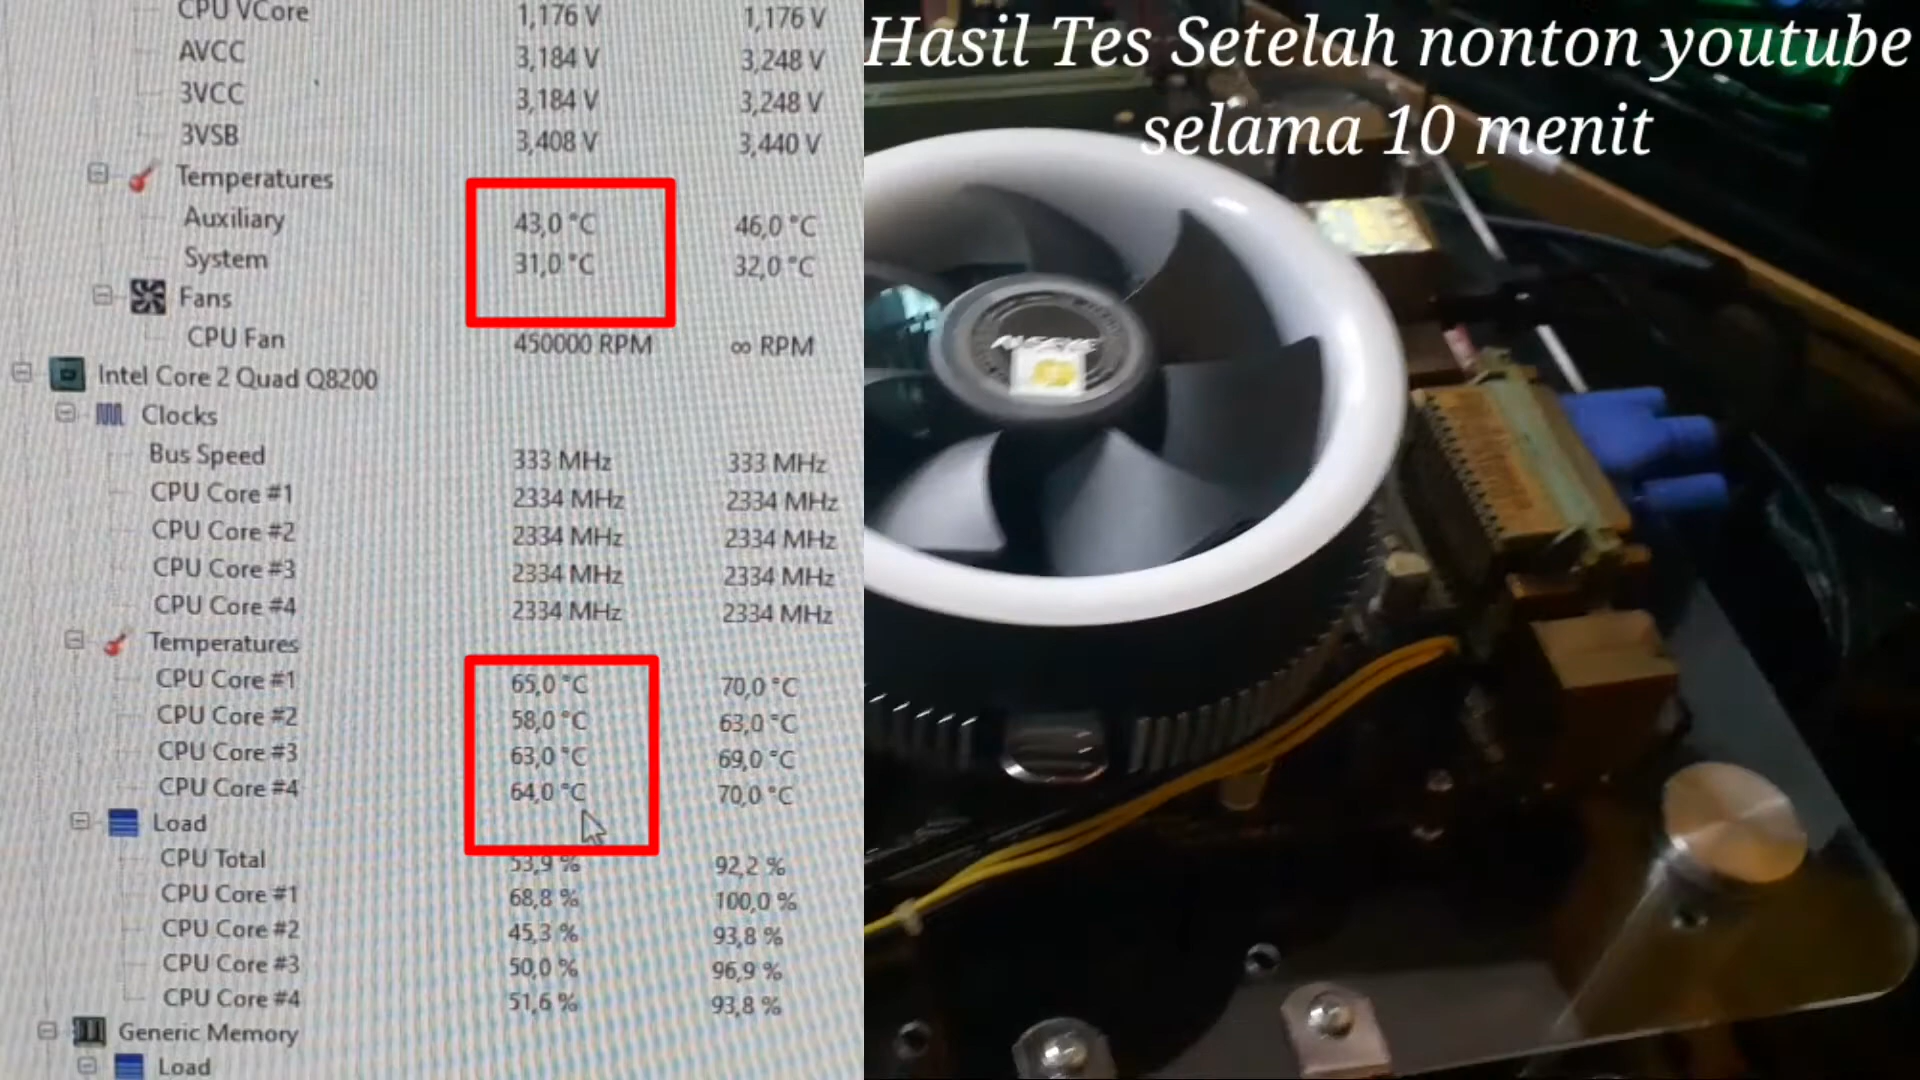 Hasil Tes Setelah nonton youtube
selama 10 menit
CPU VCore 1,176 V 1,176 V
AVCC 3,184 V 3,248 V
3VCC 3,184 V 3,248 V
3VSB 3,408 V 3,440 V
Temperatures
Auxiliary 43,0 °C 46,0 °C
System 31,0 °C 32,0 °C
Fans
CPU Fan 450000 RPM ∞ RPM
Intel Core 2 Quad Q8200
Clocks
Bus Speed 333 MHz 333 MHz
CPU Core #1 2334 MHz 2334 MHz
CPU Core #2 2334 MHz 2334 MHz
CPU Core #3 2334 MHz 2334 MHz
CPU Core #4 2334 MHz 2334 MHz
Temperatures
CPU Core #1 65,0 °C 70,0 °C
CPU Core #2 58,0 °C 63,0 °C
CPU Core #3 63,0 °C 69,0 °C
CPU Core #4 64,0 °C 70,0 °C
Load
CPU Total 53,9 % 92,2 %
CPU Core #1 68,8 % 100,0 %
CPU Core #2 45,3 % 93,8 %
CPU Core #3 50,0 % 96,9 %
CPU Core #4 51,6 % 93,8 %
Generic Memory
Load